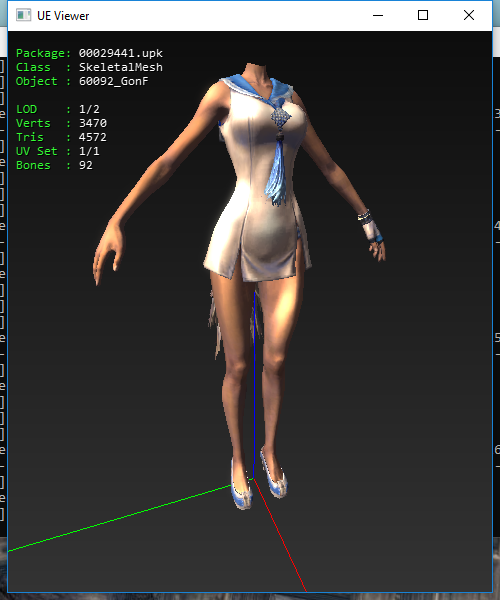 UE Viewer
Package: 00029441.upk
Class : SkeletalMesh
Object : 60092_GonF
LOD : 1/2
Verts : 3470
Tris : 4572
UV Set : 1/1
Bones : 92